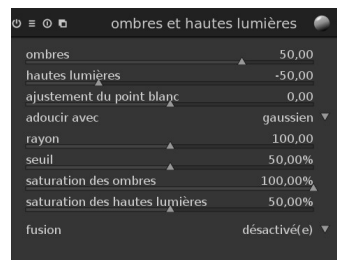 ombres et hautes lumières
ombres 50,00
hautes lumières -50,00
ajustement du point blanc 0,00
adoucir avec gaussien
rayon 100,00
seuil 50,00%
saturation des ombres 100,00%
saturation des hautes lumières 50,00%
fusion désactivé(e)